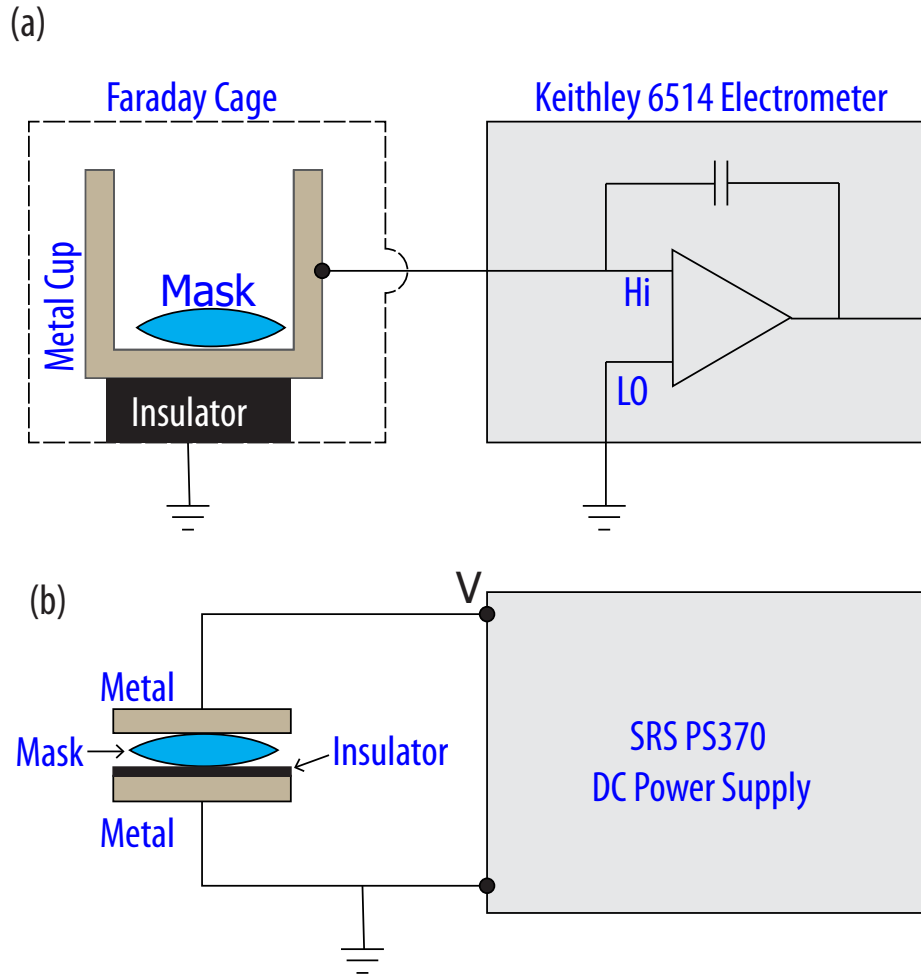 (a)
Faraday Cage
Keithley 6514 Electrometer
Metal Cup
Mask
Hi
LO
Insulator
(b)
V
Metal
Mask
Insulator
Metal
SRS PS370
DC Power Supply